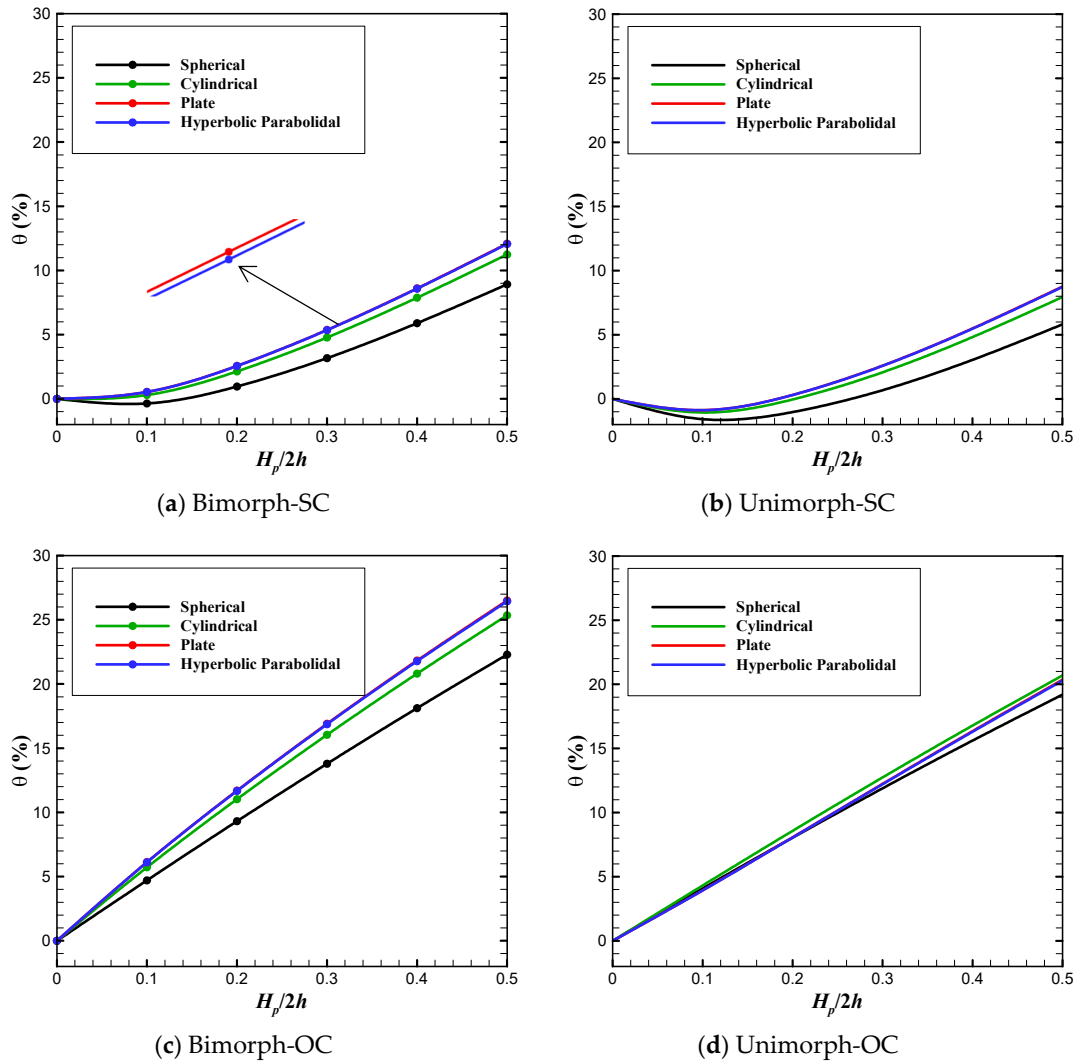 30
25
20
15
10
5
0
θ (%)
Spherical
Cylindrical
Plate
Hyperbolic Parabolidal
0 0.1 0.2 0.3 0.4 0.5
H_p/2h
(a) Bimorph-SC
30
25
20
15
10
5
0
θ (%)
Spherical
Cylindrical
Plate
Hyperbolic Parabolidal
0 0.1 0.2 0.3 0.4 0.5
H_p/2h
(b) Unimorph-SC
30
25
20
15
10
5
0
θ (%)
Spherical
Cylindrical
Plate
Hyperbolic Parabolidal
0 0.1 0.2 0.3 0.4 0.5
H_p/2h
(c) Bimorph-OC
30
25
20
15
10
5
0
θ (%)
Spherical
Cylindrical
Plate
Hyperbolic Parabolidal
0 0.1 0.2 0.3 0.4 0.5
H_p/2h
(d) Unimorph-OC